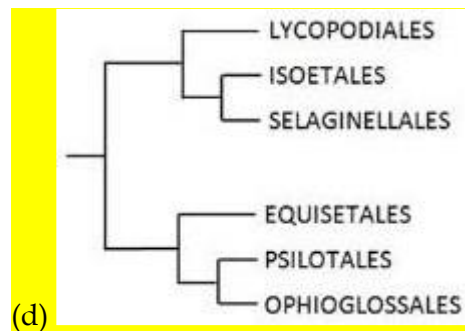 LYCOPODIALES
ISOETALES
SELAGINELLALES
EQUISETALES
PSILOTALES
(d) OPHIOGLOSSALES